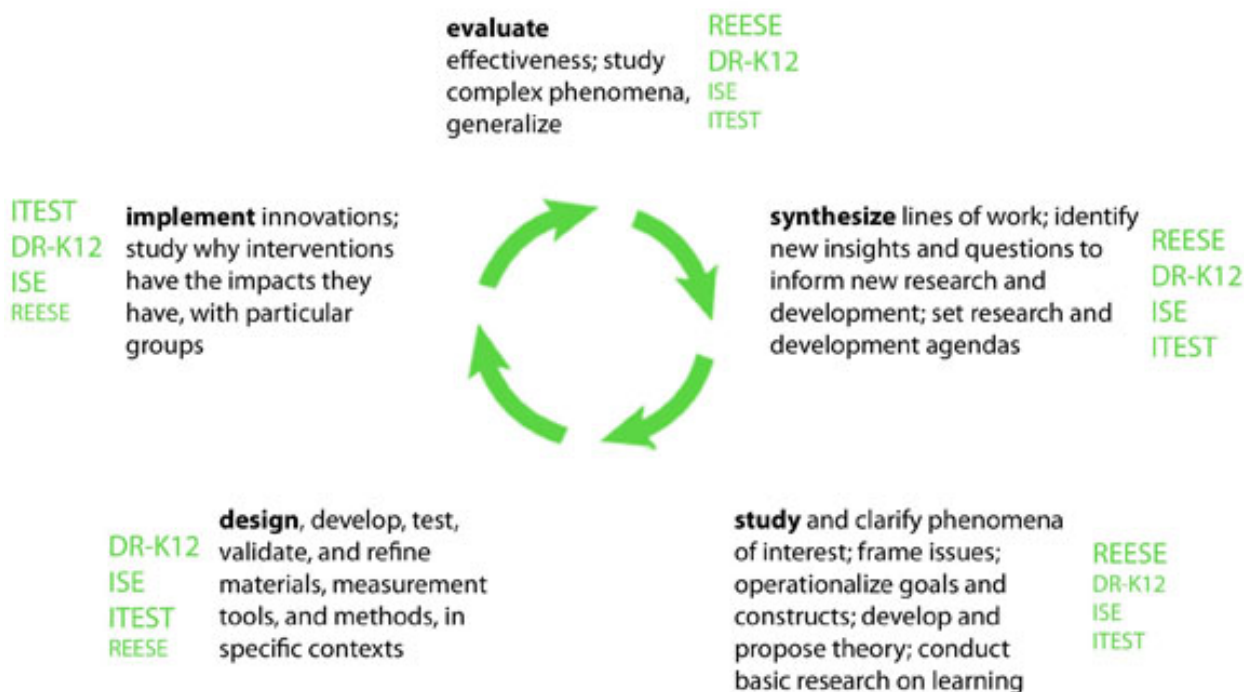 evaluate
effectiveness; study
complex phenomena,
generalize
REESE
DR-K12
ISE
ITEST
synthesize lines of work; identify
new insights and questions to
inform new research and
development; set research and
development agendas
REESE
DR-K12
ISE
ITEST
study and clarify phenomena
of interest; frame issues;
operationalize goals and
constructs; develop and
propose theory; conduct
basic research on learning
REESE
DR-K12
ISE
ITEST
DR-K12
ISE
ITEST
REESE
design, develop, test,
validate, and refine
materials, measurement
tools, and methods, in
specific contexts
ITEST
DR-K12
ISE
REESE
implement innovations;
study why interventions
have the impacts they
have, with particular
groups